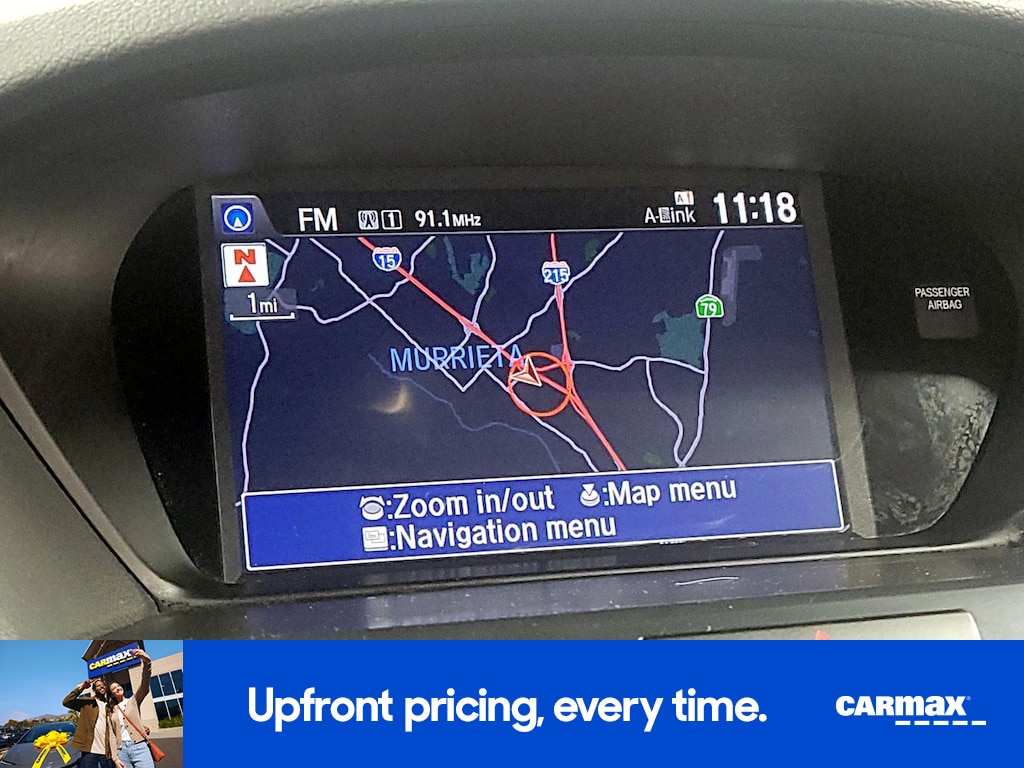 FM 1 91.1MHz A-Link 11:18
N
15
215
1mi
79
PASSENGER
AIRBAG
MURRIETA
:Zoom in/out :Map menu
:Navigation menu
CARMAX
Upfront pricing, every time.
CARMAX